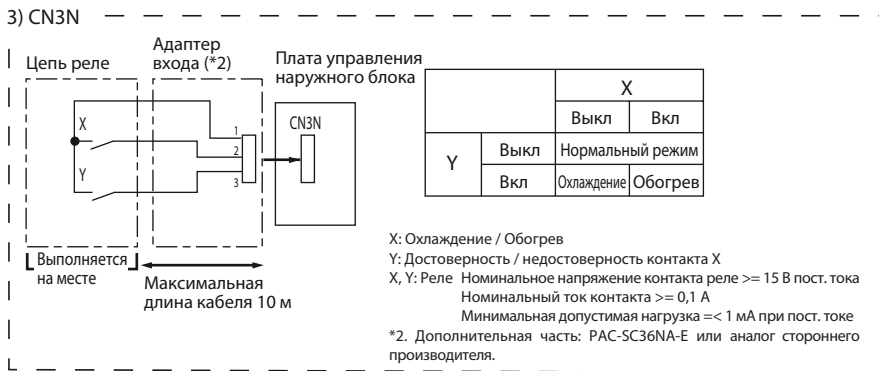 3) CN3N
Цепь реле
Адаптер
входа (*2)
Плата управления
наружного блока
X
Y
1
2
3
CN3N
Выполняется
на месте
Максимальная
длина кабеля 10 м
X
Выкл Вкл
Y Выкл Нормальный режим
Вкл Охлаждение Обогрев
X: Охлаждение / Обогрев
Y: Достоверность / недостоверность контакта X
X, Y: Реле Номинальное напряжение контакта реле >= 15 В пост. тока
Номинальный ток контакта >= 0,1 А
Минимальная допустимая нагрузка =< 1 мА при пост. токе
*2. Дополнительная часть: PAC-SC36NA-E или аналог стороннего
производителя.